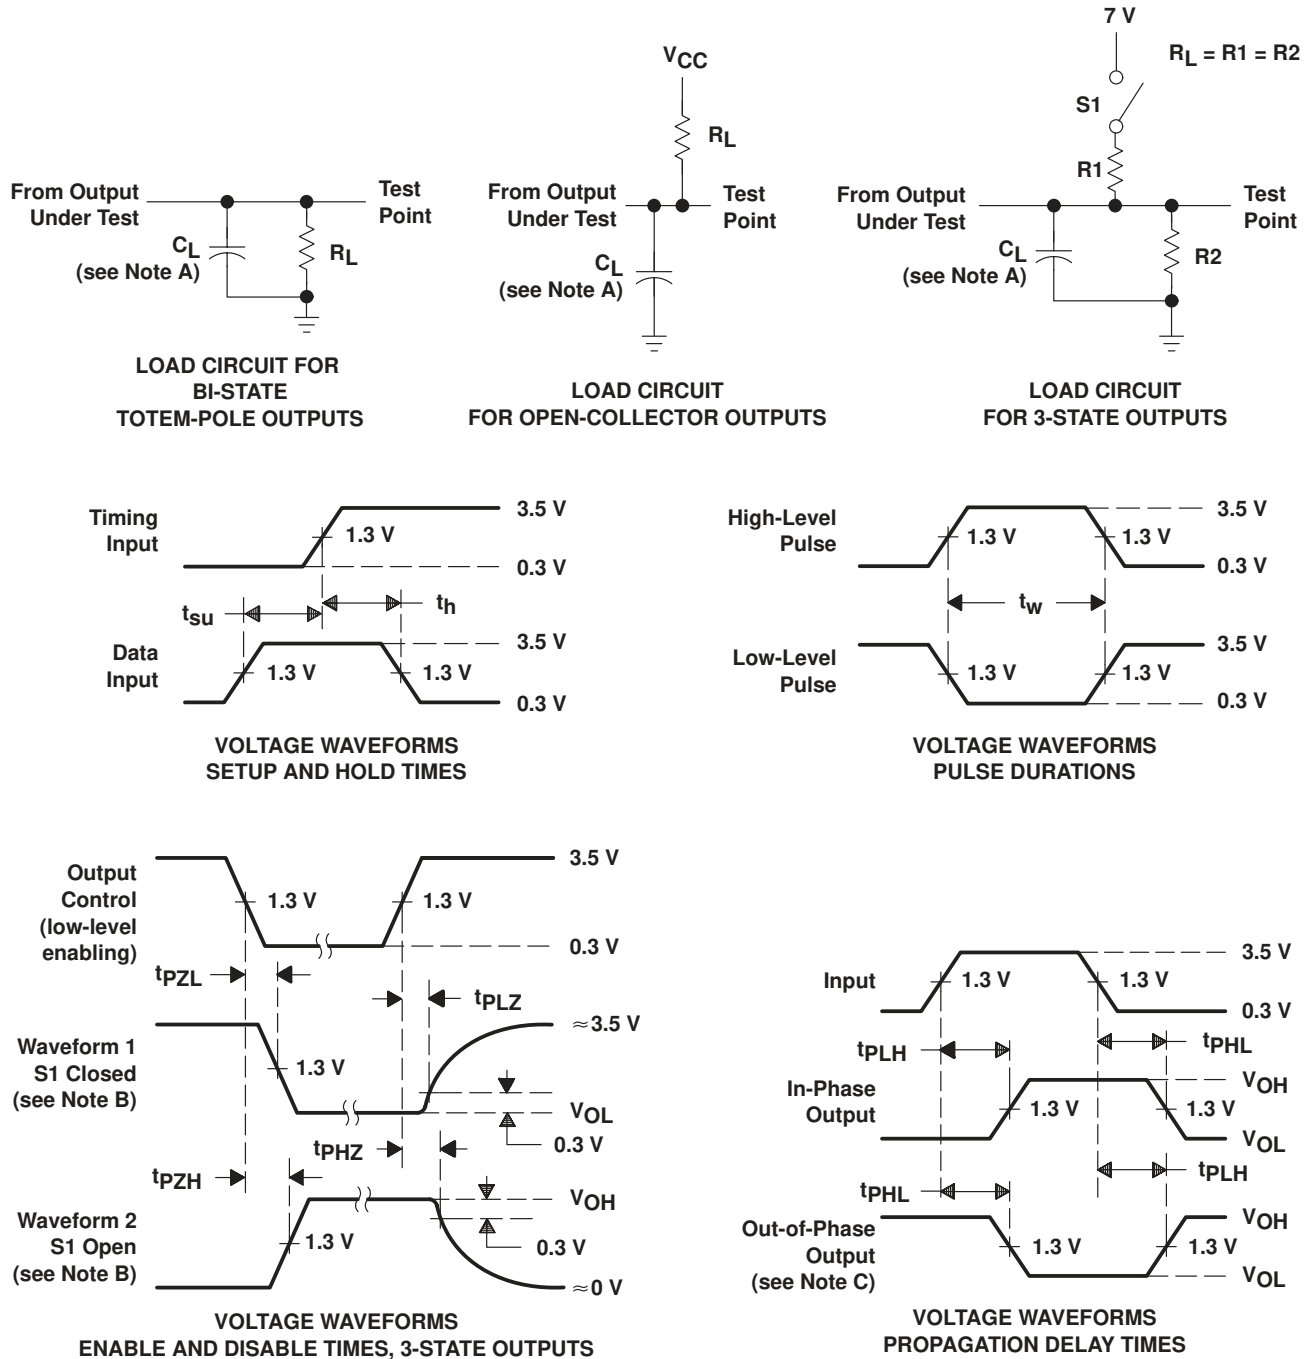 7 V
RL = R1 = R2
VCC
S1
RL
R1
From Output
Under Test
Test
Point
CL
(see Note A)
RL
From Output
Under Test
Test
Point
CL
(see Note A)
From Output
Under Test
Test
Point
CL
(see Note A)
R2
LOAD CIRCUIT FOR
BI-STATE
TOTEM-POLE OUTPUTS
LOAD CIRCUIT
FOR OPEN-COLLECTOR OUTPUTS
LOAD CIRCUIT
FOR 3-STATE OUTPUTS
Timing
Input
1.3 V
3.5 V
0.3 V
tsu
th
Data
Input
1.3 V
1.3 V
3.5 V
0.3 V
VOLTAGE WAVEFORMS
SETUP AND HOLD TIMES
High-Level
Pulse
1.3 V
1.3 V
3.5 V
0.3 V
tw
Low-Level
Pulse
1.3 V
1.3 V
3.5 V
0.3 V
VOLTAGE WAVEFORMS
PULSE DURATIONS
Output
Control
(low-level
enabling)
1.3 V
1.3 V
3.5 V
0.3 V
tPZL
tPLZ
Waveform 1
S1 Closed
(see Note B)
1.3 V
≈3.5 V
VOL
0.3 V
tPHZ
tPZH
Waveform 2
S1 Open
(see Note B)
1.3 V
VOH
0.3 V
≈0 V
VOLTAGE WAVEFORMS
ENABLE AND DISABLE TIMES, 3-STATE OUTPUTS
Input
1.3 V
1.3 V
3.5 V
0.3 V
tPLH
tPHL
In-Phase
Output
1.3 V
1.3 V
VOH
VOL
tPHL
tPLH
Out-of-Phase
Output
(see Note C)
1.3 V
1.3 V
VOH
VOL
VOLTAGE WAVEFORMS
PROPAGATION DELAY TIMES